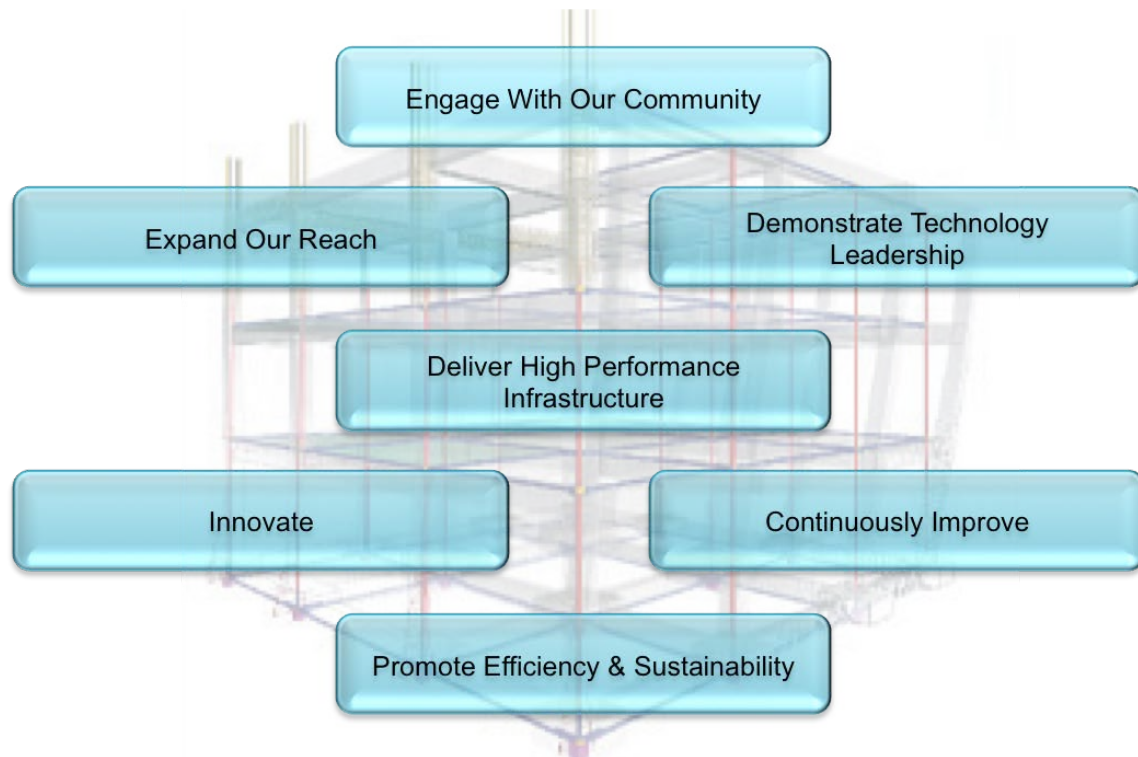 Engage With Our Community
Expand Our Reach
Demonstrate Technology
Leadership
Deliver High Performance
Infrastructure
Innovate
Continuously Improve
Promote Efficiency & Sustainability